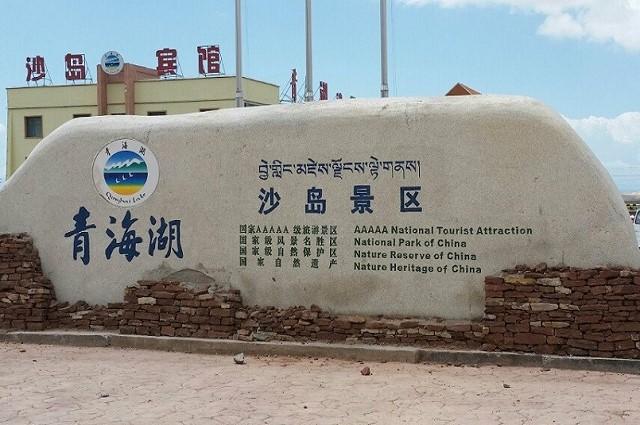 沙岛宾馆
青海湖
Qinghai Lake
青海湖
བྱེ་གླིང་མཛེས་ལྗོངས་ལྟེ་གནས།
沙岛景区
国家AAAAA级旅游景区 AAAAA National Tourist Attraction
国家级风景名胜区 National Park of China
国家级自然保护区 Nature Reserve of China
国家自然遗产 Nature Heritage of China